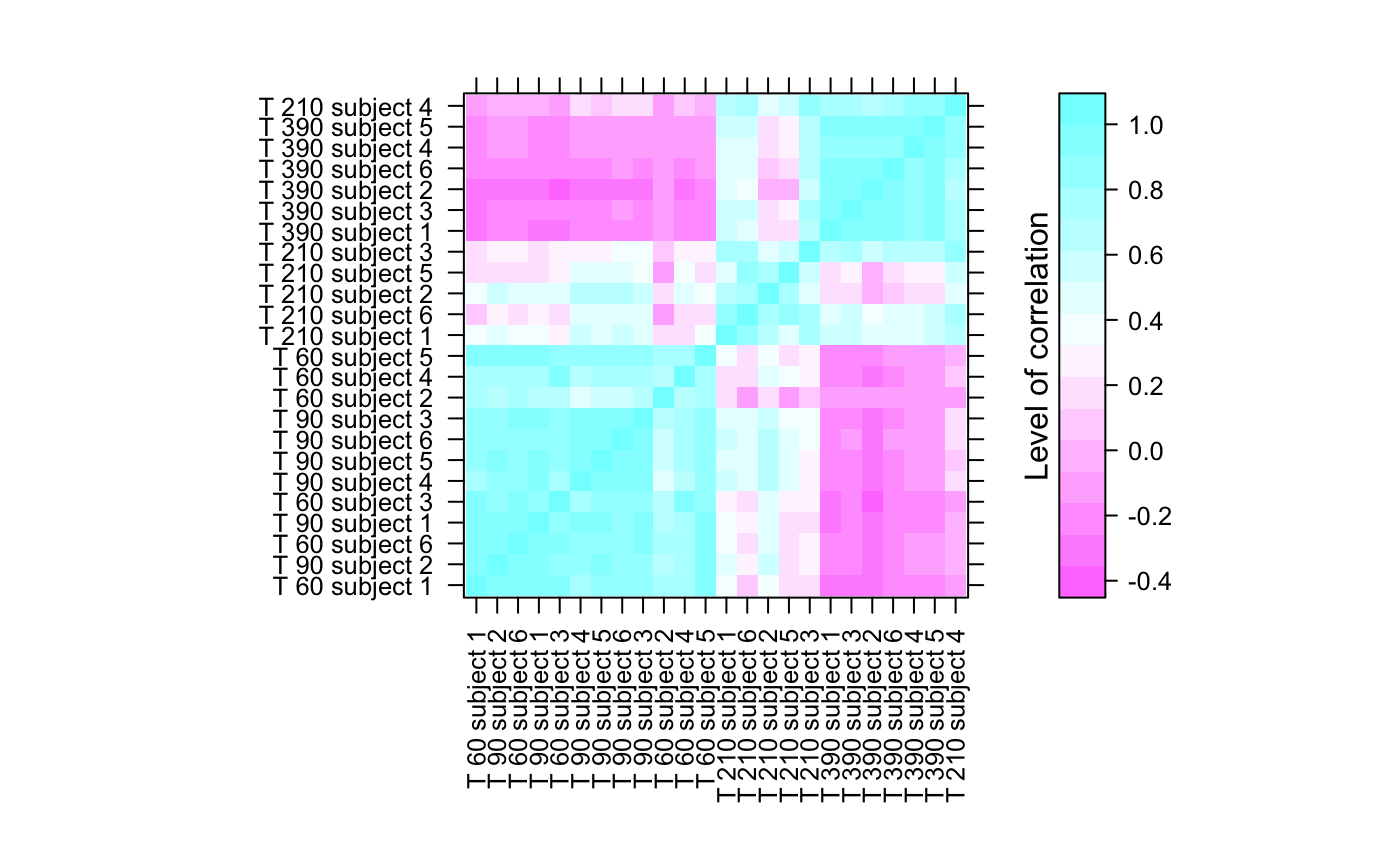 T 210 subject 4
T 390 subject 5
T 390 subject 4
T 390 subject 6
T 390 subject 2
T 390 subject 3
T 390 subject 1
T 210 subject 3
T 210 subject 5
T 210 subject 2
T 210 subject 6
T 210 subject 1
T 60 subject 5
T 60 subject 4
T 60 subject 2
T 90 subject 3
T 90 subject 6
T 90 subject 5
T 90 subject 4
T 60 subject 3
T 90 subject 1
T 60 subject 6
T 90 subject 2
T 60 subject 1
T 60 subject 1
T 90 subject 2
T 60 subject 6
T 90 subject 1
T 60 subject 3
T 90 subject 4
T 90 subject 5
T 90 subject 6
T 90 subject 3
T 60 subject 2
T 60 subject 4
T 60 subject 5
T 210 subject 1
T 210 subject 6
T 210 subject 2
T 210 subject 5
T 210 subject 3
T 390 subject 1
T 390 subject 3
T 390 subject 2
T 390 subject 6
T 390 subject 4
T 390 subject 5
T 210 subject 4
Level of correlation
1.0
0.8
0.6
0.4
0.2
0.0
-0.2
-0.4